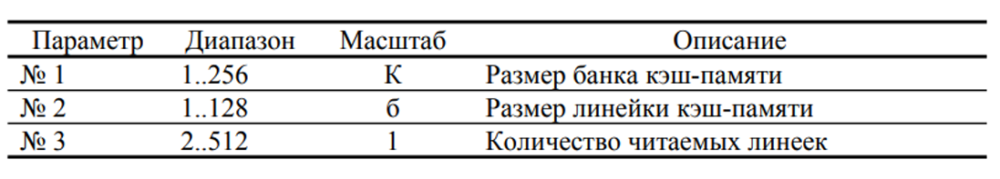 Параметр Диапазон Масштаб Описание
№ 1 1..256 К Размер банка кэш-памяти
№ 2 1..128 б Размер линейки кэш-памяти
№ 3 2..512 1 Количество читаемых линеек